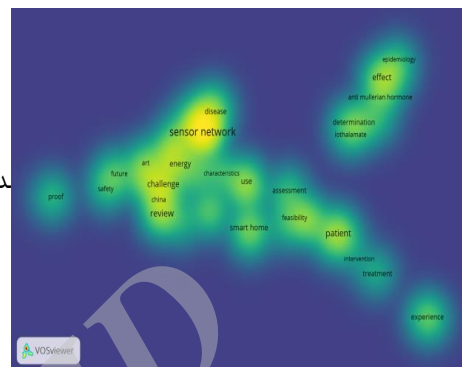 epidemiology
effect
anti mullerian hormone
disease
determination
sensor network
iothalamate
art
energy
future
characteristics
challenge
use
safety
assessment
proof
china
review
feasibility
smart home
patient
intervention
treatment
experience
VOSviewer